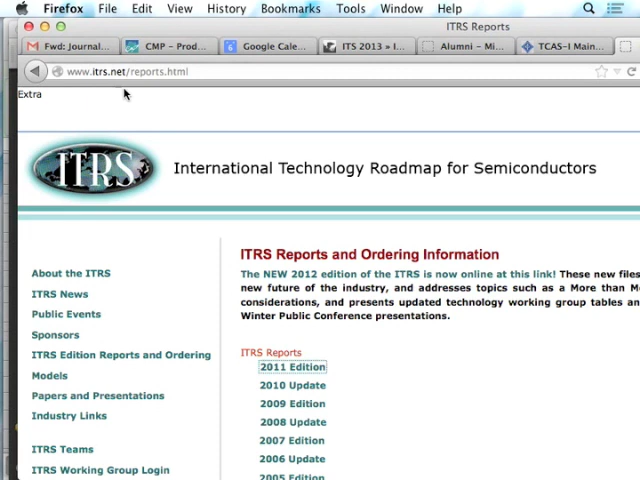 Firefox File Edit View History Bookmarks Tools Window Help
ITRS Reports
Fwd: Journal... CMP - Prod... Google Cale... ITS 2013 » I... Alumni - Mi... TCAS-I Main...
www.itrs.net/reports.html
Extra
ITRS International Technology Roadmap for Semiconductors
ITRS Reports and Ordering Information
The NEW 2012 edition of the ITRS is now online at this link! These new files
new future of the industry, and addresses topics such as a More than Mo
considerations, and presents updated technology working group tables an
Winter Public Conference presentations.
About the ITRS
ITRS News
Public Events
Sponsors
ITRS Edition Reports and Ordering
Models
Papers and Presentations
Industry Links
ITRS Teams
ITRS Working Group Login
ITRS Reports
2011 Edition
2010 Update
2009 Edition
2008 Update
2007 Edition
2006 Update
2005 Edition